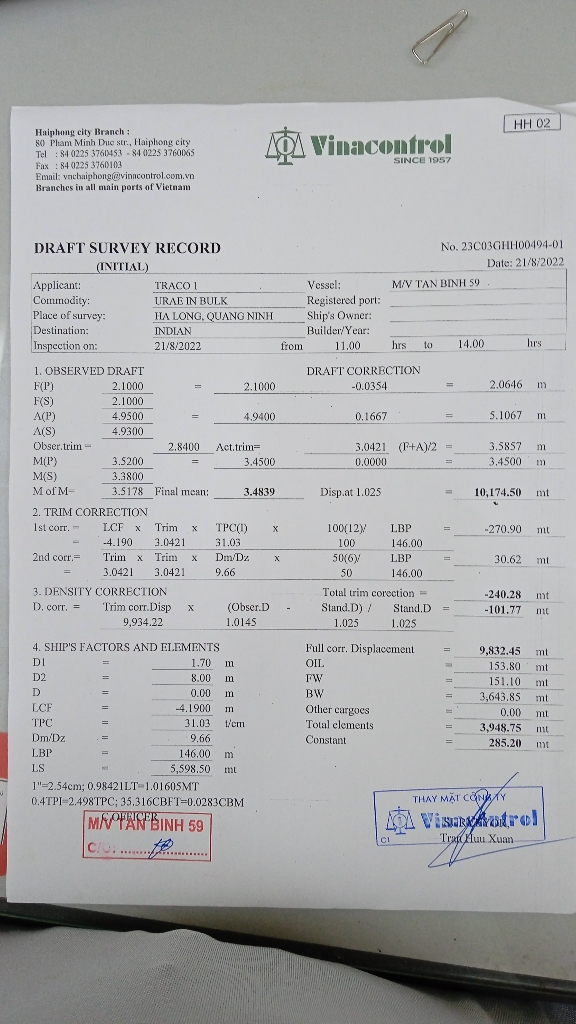 HH 02
Haiphong city Branch :
80 Pham Minh Duc str., Haiphong city
Tel : 84 0225 3760453 - 84 0225 3760065
Fax : 84 0225 3760103
Email: vnchaiphong@vinacontrol.com.vn
Branches in all main ports of Vietnam
Vinacontrol
SINCE 1957
DRAFT SURVEY RECORD
(INITIAL)
No. 23C03GHH00494-01
Date: 21/8/2022
Applicant: TRACO 1 Vessel: M/V TAN BINH 59
Commodity: URAE IN BULK Registered port:
Place of survey: HA LONG, QUANG NINH Ship's Owner:
Destination: INDIAN Builder/Year:
Inspection on: 21/8/2022 from 11.00 hrs to 14.00 hrs
1. OBSERVED DRAFT DRAFT CORRECTION
F(P) 2.1000 = 2.1000 -0.0354 = 2.0646 m
F(S) 2.1000
A(P) 4.9500 = 4.9400 0.1667 = 5.1067 m
A(S) 4.9300
Obser.trim = 2.8400 Act.trim= 3.0421 (F+A)/2 = 3.5857 m
M(P) 3.5200 = 3.4500 0.0000 = 3.4500 m
M(S) 3.3800
M of M= 3.5178 Final mean: 3.4839 Disp.at 1.025 = 10,174.50 mt
2. TRIM CORRECTION
1st corr. = LCF x Trim x TPC(I) x 100(12)/ LBP = -270.90 mt
= -4.190 3.0421 31.03 100 146.00
2nd corr.= Trim x Trim x Dm/Dz x 50(6)/ LBP = 30.62 mt
= 3.0421 3.0421 9.66 50 146.00
3. DENSITY CORRECTION Total trim corection = -240.28 mt
D. corr. = Trim corr.Disp x (Obser.D - Stand.D) / Stand.D = -101.77 mt
9,934.22 1.0145 1.025 1.025
4. SHIP'S FACTORS AND ELEMENTS Full corr. Displacement = 9,832.45 mt
D1 = 1.70 m OIL = 153.80 mt
D2 = 8.00 m FW = 151.10 mt
D = 0.00 m BW = 3,643.85 mt
LCF = -4.1900 m Other cargoes = 0.00 mt
TPC = 31.03 t/cm Total elements = 3,948.75 mt
Dm/Dz = 9.66 Constant = 285.20 mt
LBP = 146.00 m
LS = 5,598.50 mt
1"=2.54cm; 0.98421LT=1.01605MT
0.4TPI=2.498TPC; 35.316CBFT=0.0283CBM
C.OFFICER
M/V TAN BINH 59
C/O:
THAY MẶT CÔNG TY
Vinacontrol
SURVEYOR
C1
Tran Huu Xuan